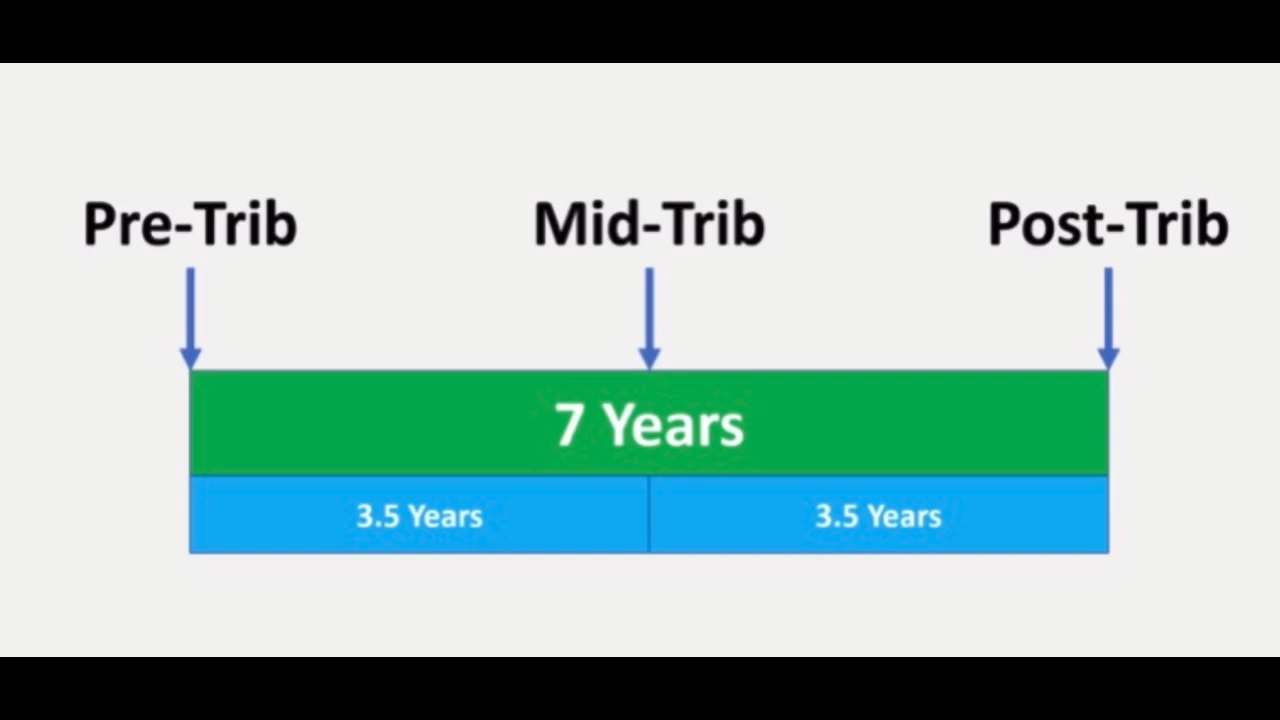 Pre-Trib
Mid-Trib
Post-Trib
7 Years
3.5 Years
3.5 Years